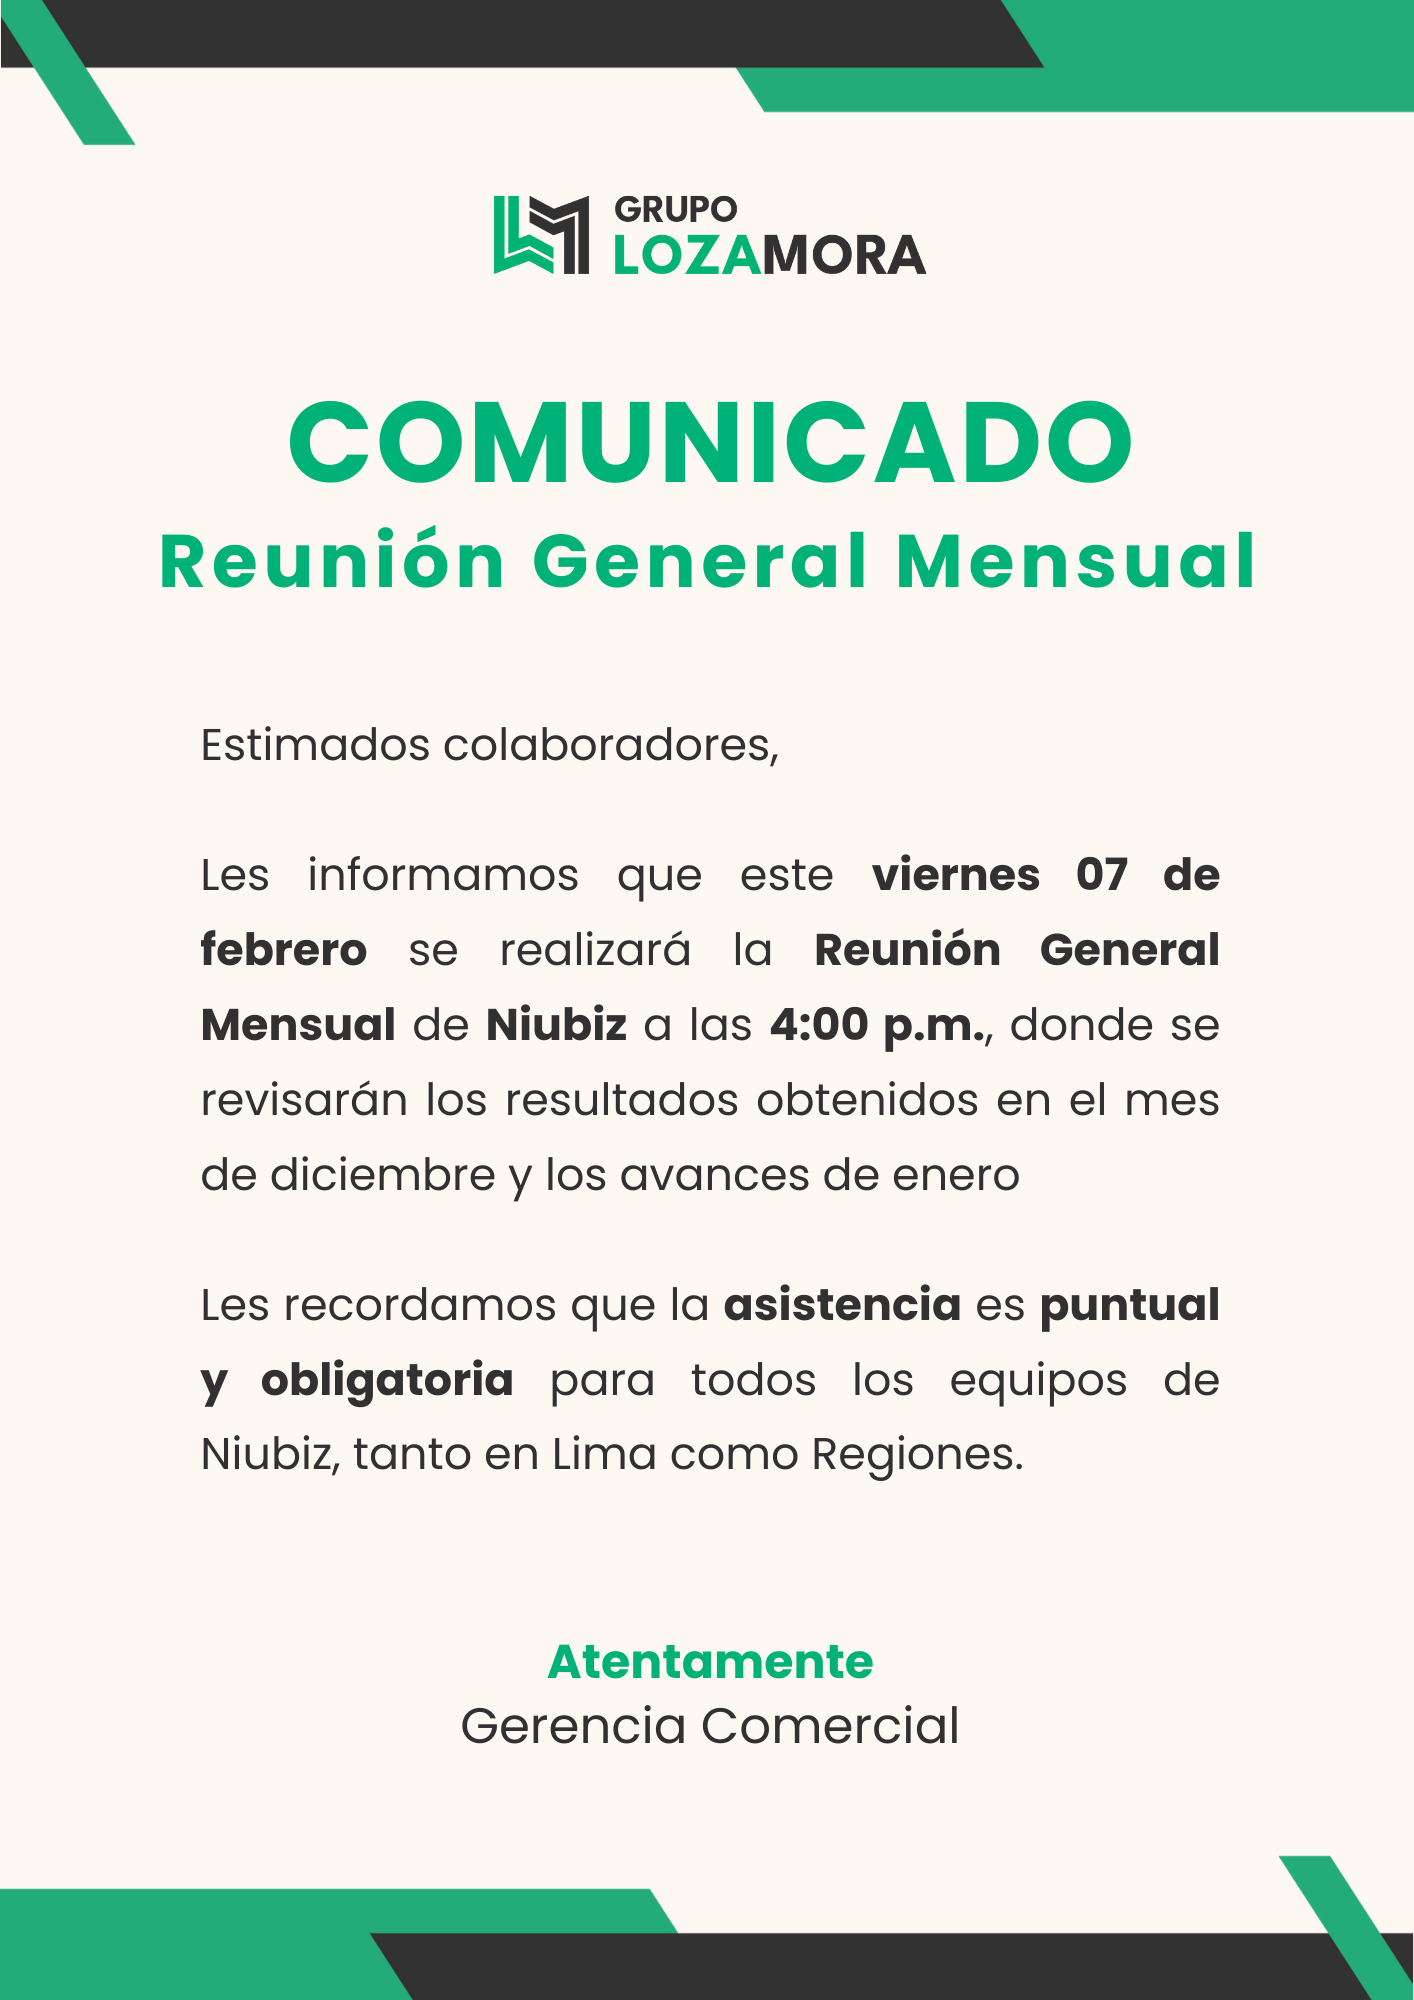 GRUPO
LOZAMORA
COMUNICADO
Reunión General Mensual
Estimados colaboradores,
Les informamos que este viernes 07 de
febrero se realizará la Reunión General
Mensual de Niubiz a las 4:00 p.m., donde se
revisarán los resultados obtenidos en el mes
de diciembre y los avances de enero
Les recordamos que la asistencia es puntual
y obligatoria para todos los equipos de
Niubiz, tanto en Lima como Regiones.
Atentamente
Gerencia Comercial